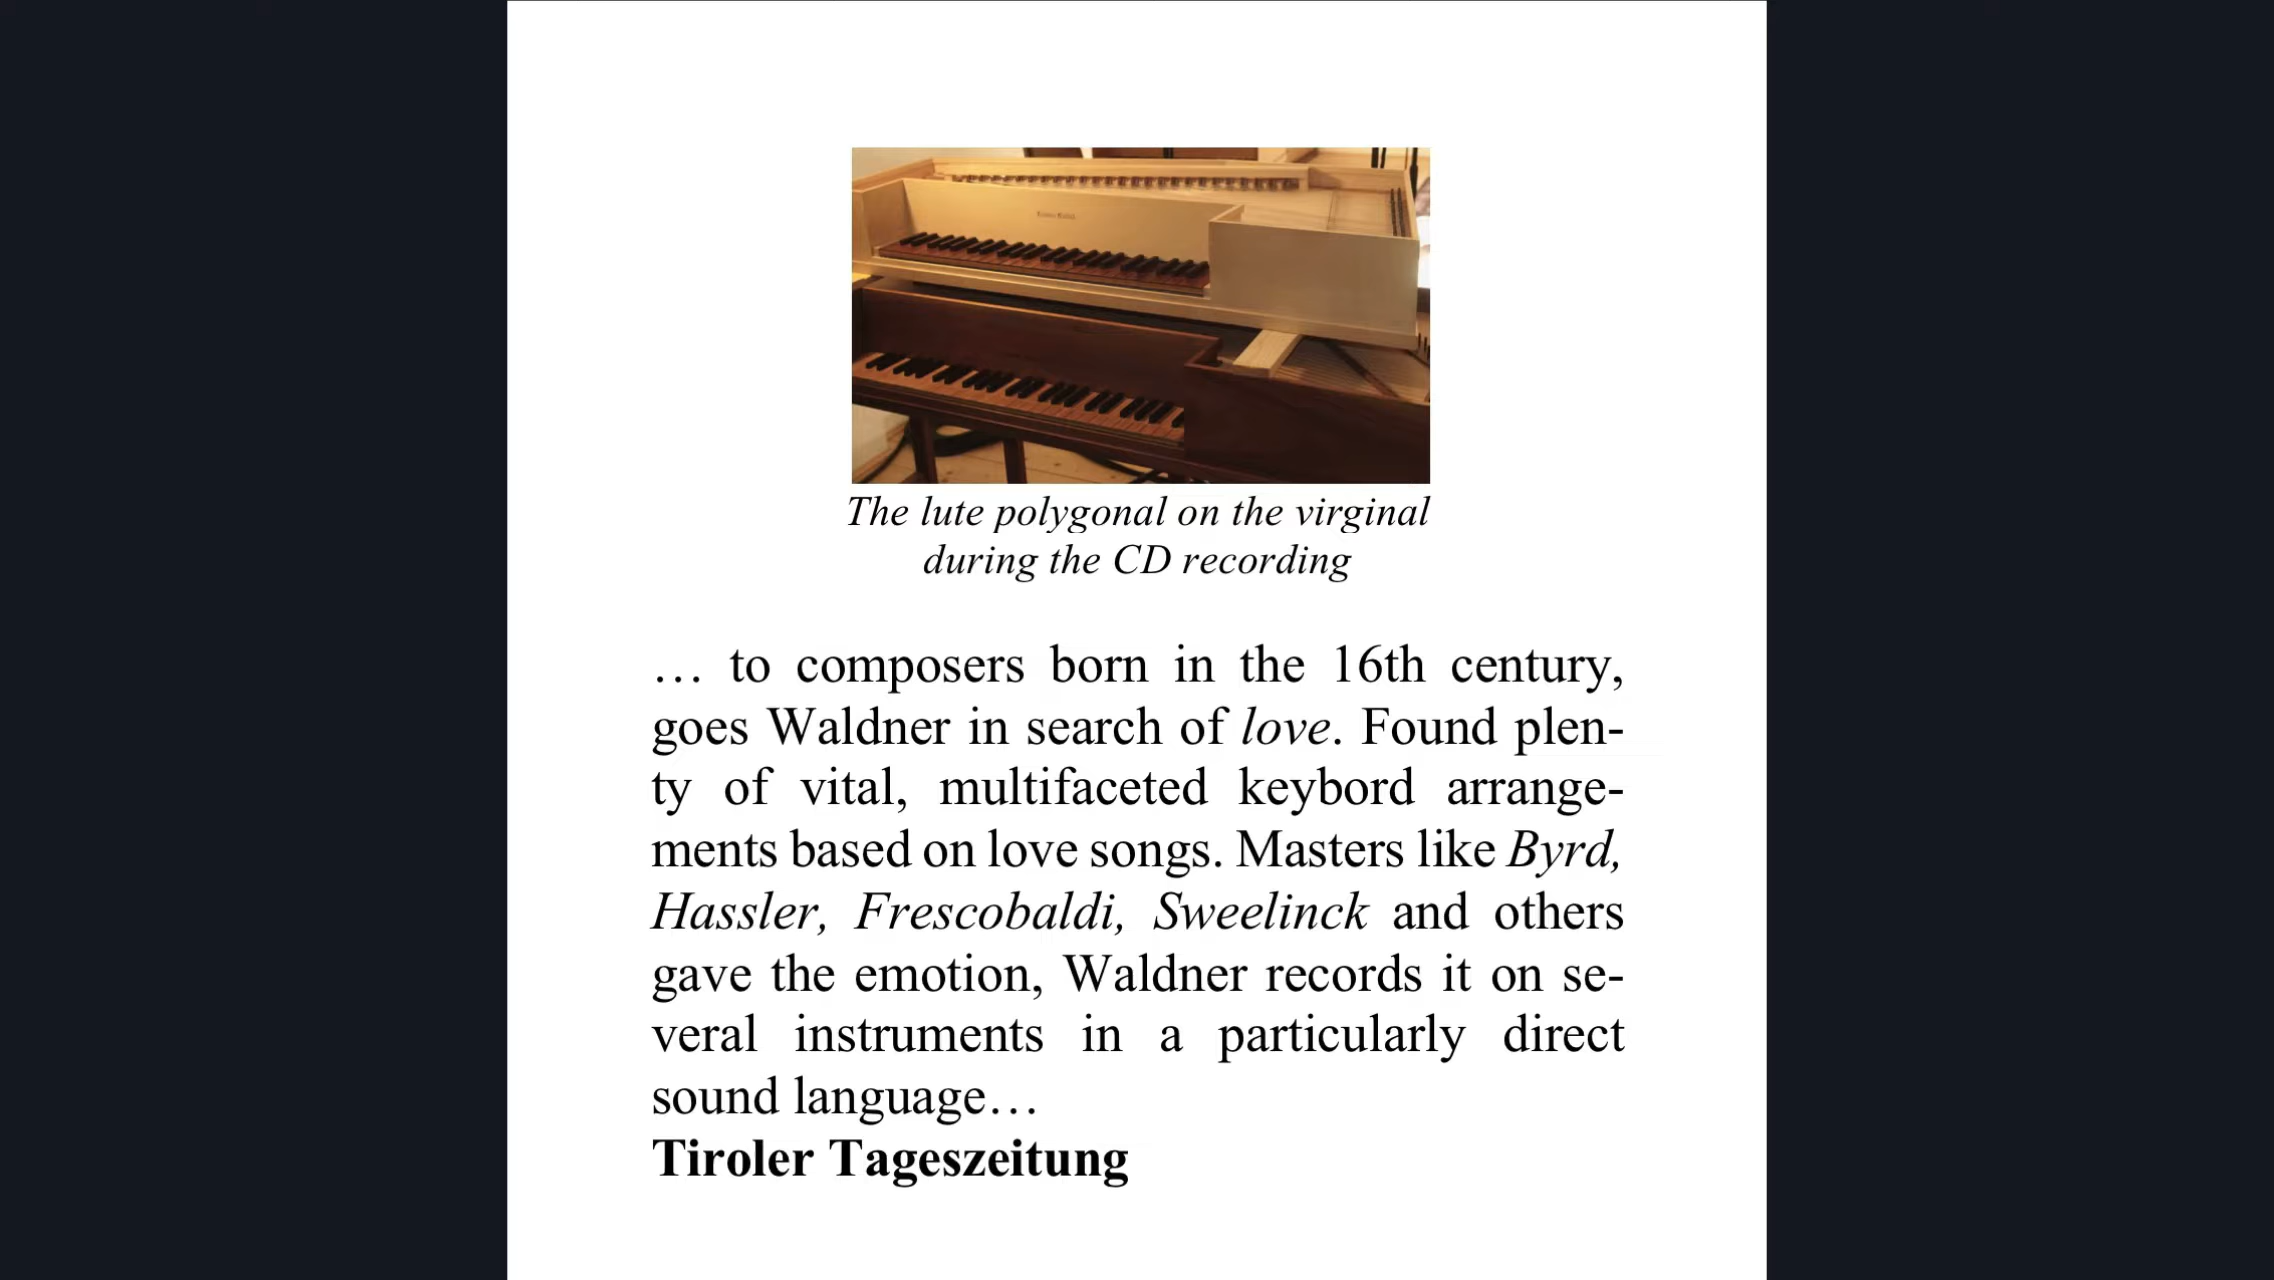 The lute polygonal on the virginal
during the CD recording
… to composers born in the 16th century,
goes Waldner in search of love. Found plen-
ty of vital, multifaceted keybord arrange-
ments based on love songs. Masters like Byrd,
Hassler, Frescobaldi, Sweelinck and others
gave the emotion, Waldner records it on se-
veral instruments in a particularly direct
sound language…
Tiroler Tageszeitung